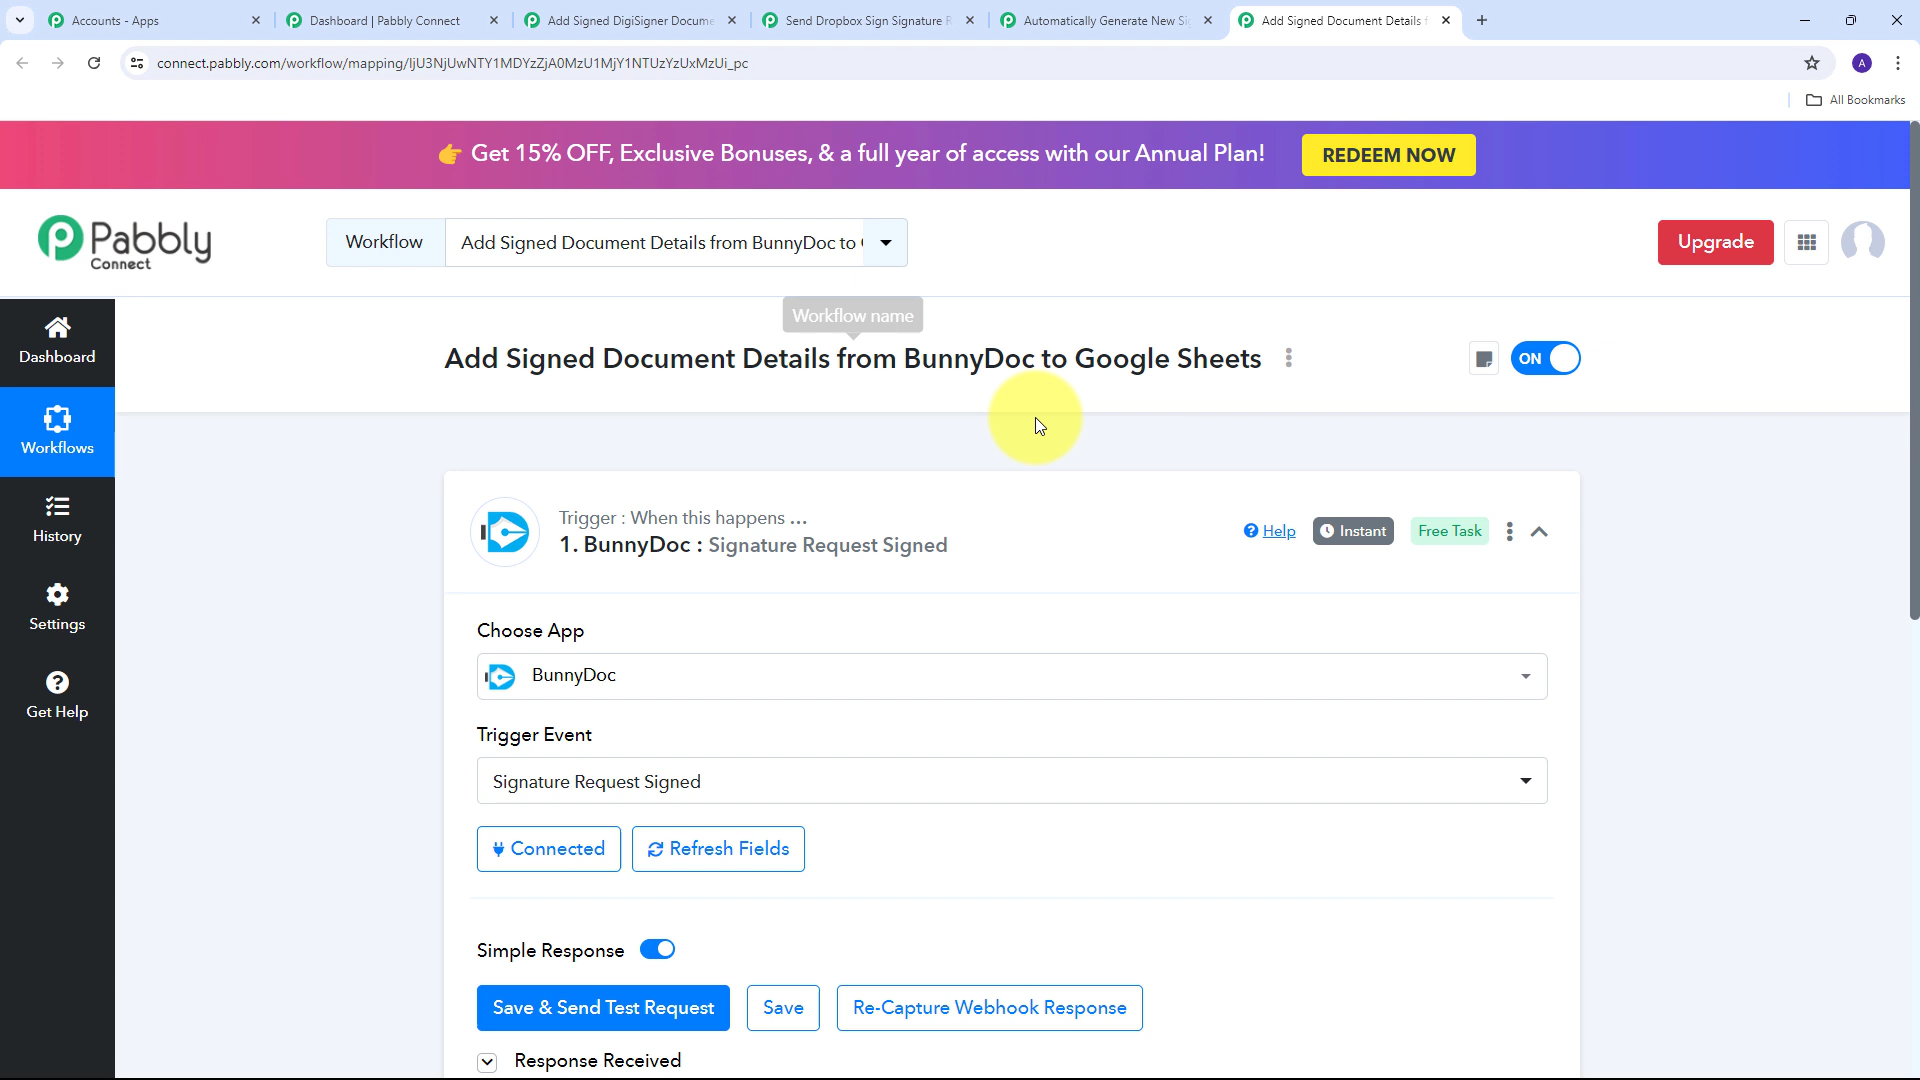 Accounts - Apps
Dashboard | Pabbly Connect
Add Signed DigiSigner Docume
Send Dropbox Sign Signature R
Automatically Generate New Si
Add Signed Document Details f
connect.pabbly.com/workflow/mapping/
A
All Bookmarks
Get 15% OFF, Exclusive Bonuses, & a full year of access with our Annual Plan!
REDEEM NOW
Pabbly
Connect
Workflow
Add Signed Document Details from BunnyDoc to
Upgrade
Workflow name
Add Signed Document Details from BunnyDoc to Google Sheets
ON
Dashboard
Workflows
History
Settings
Get Help
Trigger : When this happens ...
1. BunnyDoc : Signature Request Signed
Help
Instant
Free Task
Choose App
BunnyDoc
Trigger Event
Signature Request Signed
Connected
Refresh Fields
Simple Response
Save & Send Test Request
Save
Re-Capture Webhook Response
Response Received